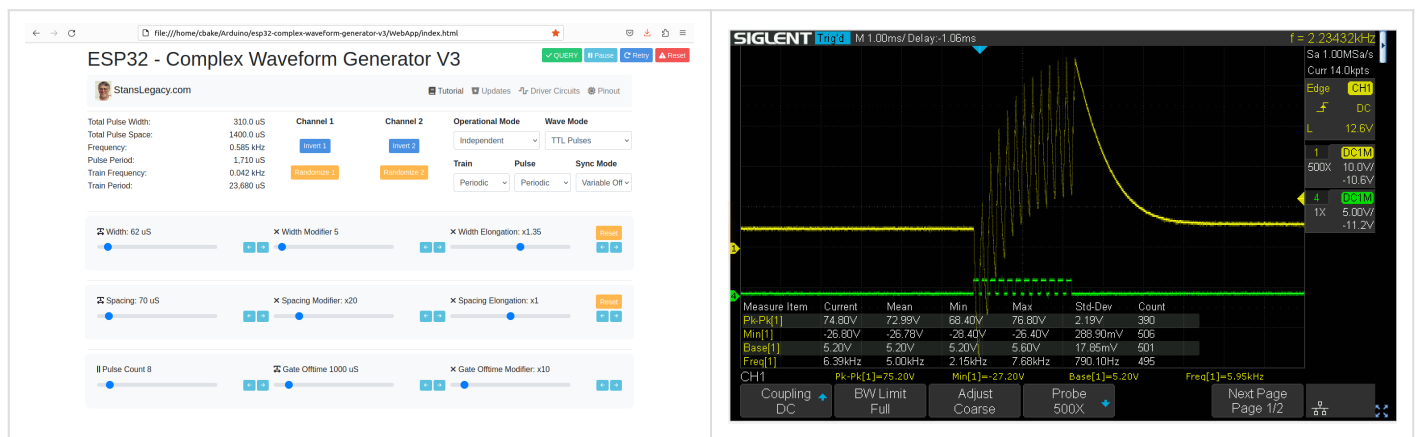 file:///home/cbake/Arduino/esp32-complex-waveform-generator-v3/WebApp/index.html
ESP32 - Complex Waveform Generator V3
QUERY Pause Retry Reset
StansLegacy.com
Tutorial Updates Driver Circuits Pinout
Total Pulse Width: 310.0 uS
Total Pulse Space: 1400.0 uS
Frequency: 0.585 kHz
Pulse Period: 1,710 uS
Train Frequency: 0.042 kHz
Train Period: 23,680 uS
Channel 1 Channel 2
Invert 1 Invert 2
Randomize 1 Randomize 2
Operational Mode Wave Mode
Independent TTL Pulses
Train Pulse Sync Mode
Periodic Periodic Variable Off
Width: 62 uS × Width Modifier 5 × Width Elongation: x1.35 Reset
Spacing: 70 uS × Spacing Modifier: x20 × Spacing Elongation: x1 Reset
Pulse Count 8 Gate Offtime 1000 uS × Gate Offtime Modifier: x10
SIGLENT Trig'd M 1.00ms/ Delay:-1.06ms f = 2.23432kHz
Sa 1.00MSa/s
Curr 14.0kpts
Edge CH1
DC
L 12.6V
1 DC1M
500X 10.0V/
-10.6V
4 DC1M
1X 5.00V/
-11.2V
1
4
Measure Item Current Mean Min Max Std-Dev Count
Pk-Pk[1] 74.80V 72.99V 68.40V 76.80V 2.19V 390
Min[1] -26.80V -26.78V -28.40V -26.40V 288.90mV 506
Base[1] 5.20V 5.20V 5.20V 5.60V 17.85mV 501
Freq[1] 6.39kHz 5.00kHz 2.15kHz 7.68kHz 790.10Hz 495
CH1 Pk-Pk[1]=75.20V Min[1]=-27.20V Base[1]=5.20V Freq[1]=5.95kHz
Coupling BW Limit Adjust Probe Next Page
DC Full Coarse 500X Page 1/2